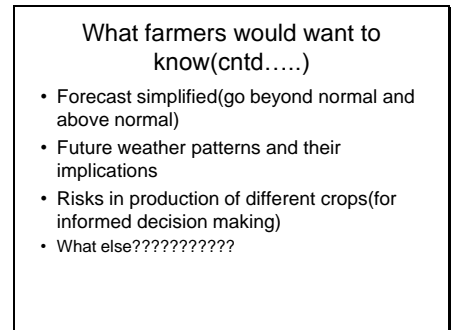 What farmers would want to
know(cntd…..)
• Forecast simplified(go beyond normal and
above normal)
• Future weather patterns and their
implications
• Risks in production of different crops(for
informed decision making)
• What else???????????